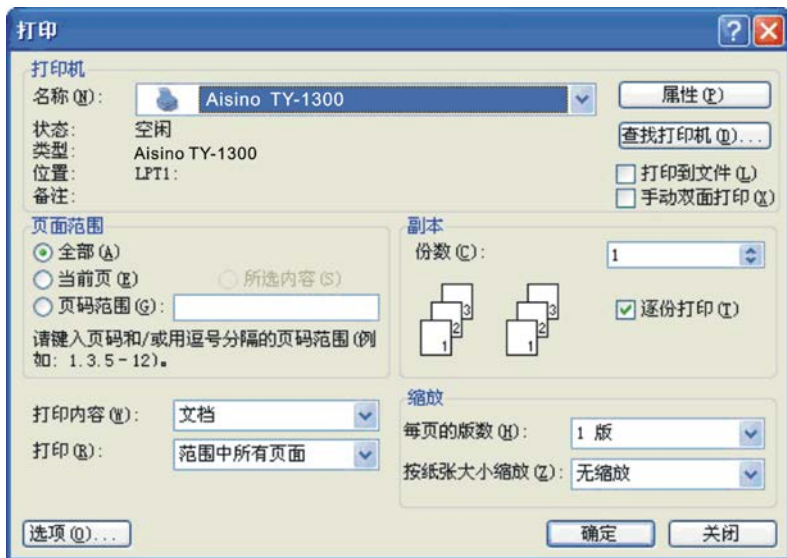 打印
打印机
名称(N): Aisino TY-1300 属性(P)
状态: 空闲
类型: Aisino TY-1300 查找打印机(D)...
位置: LPT1: 打印到文件(L)
备注: 手动双面打印(X)
页面范围
全部(A)
当前页(E) 所选内容(S)
页码范围(G):
请键入页码和/或用逗号分隔的页码范围(例
如: 1.3.5-12)。
副本
份数(C): 1
3 3
2 2
1 1
逐份打印(T)
打印内容(W): 文档
打印(R): 范围中所有页面
缩放
每页的版数(H): 1 版
按纸张大小缩放(Z): 无缩放
选项(O)... 确定 关闭